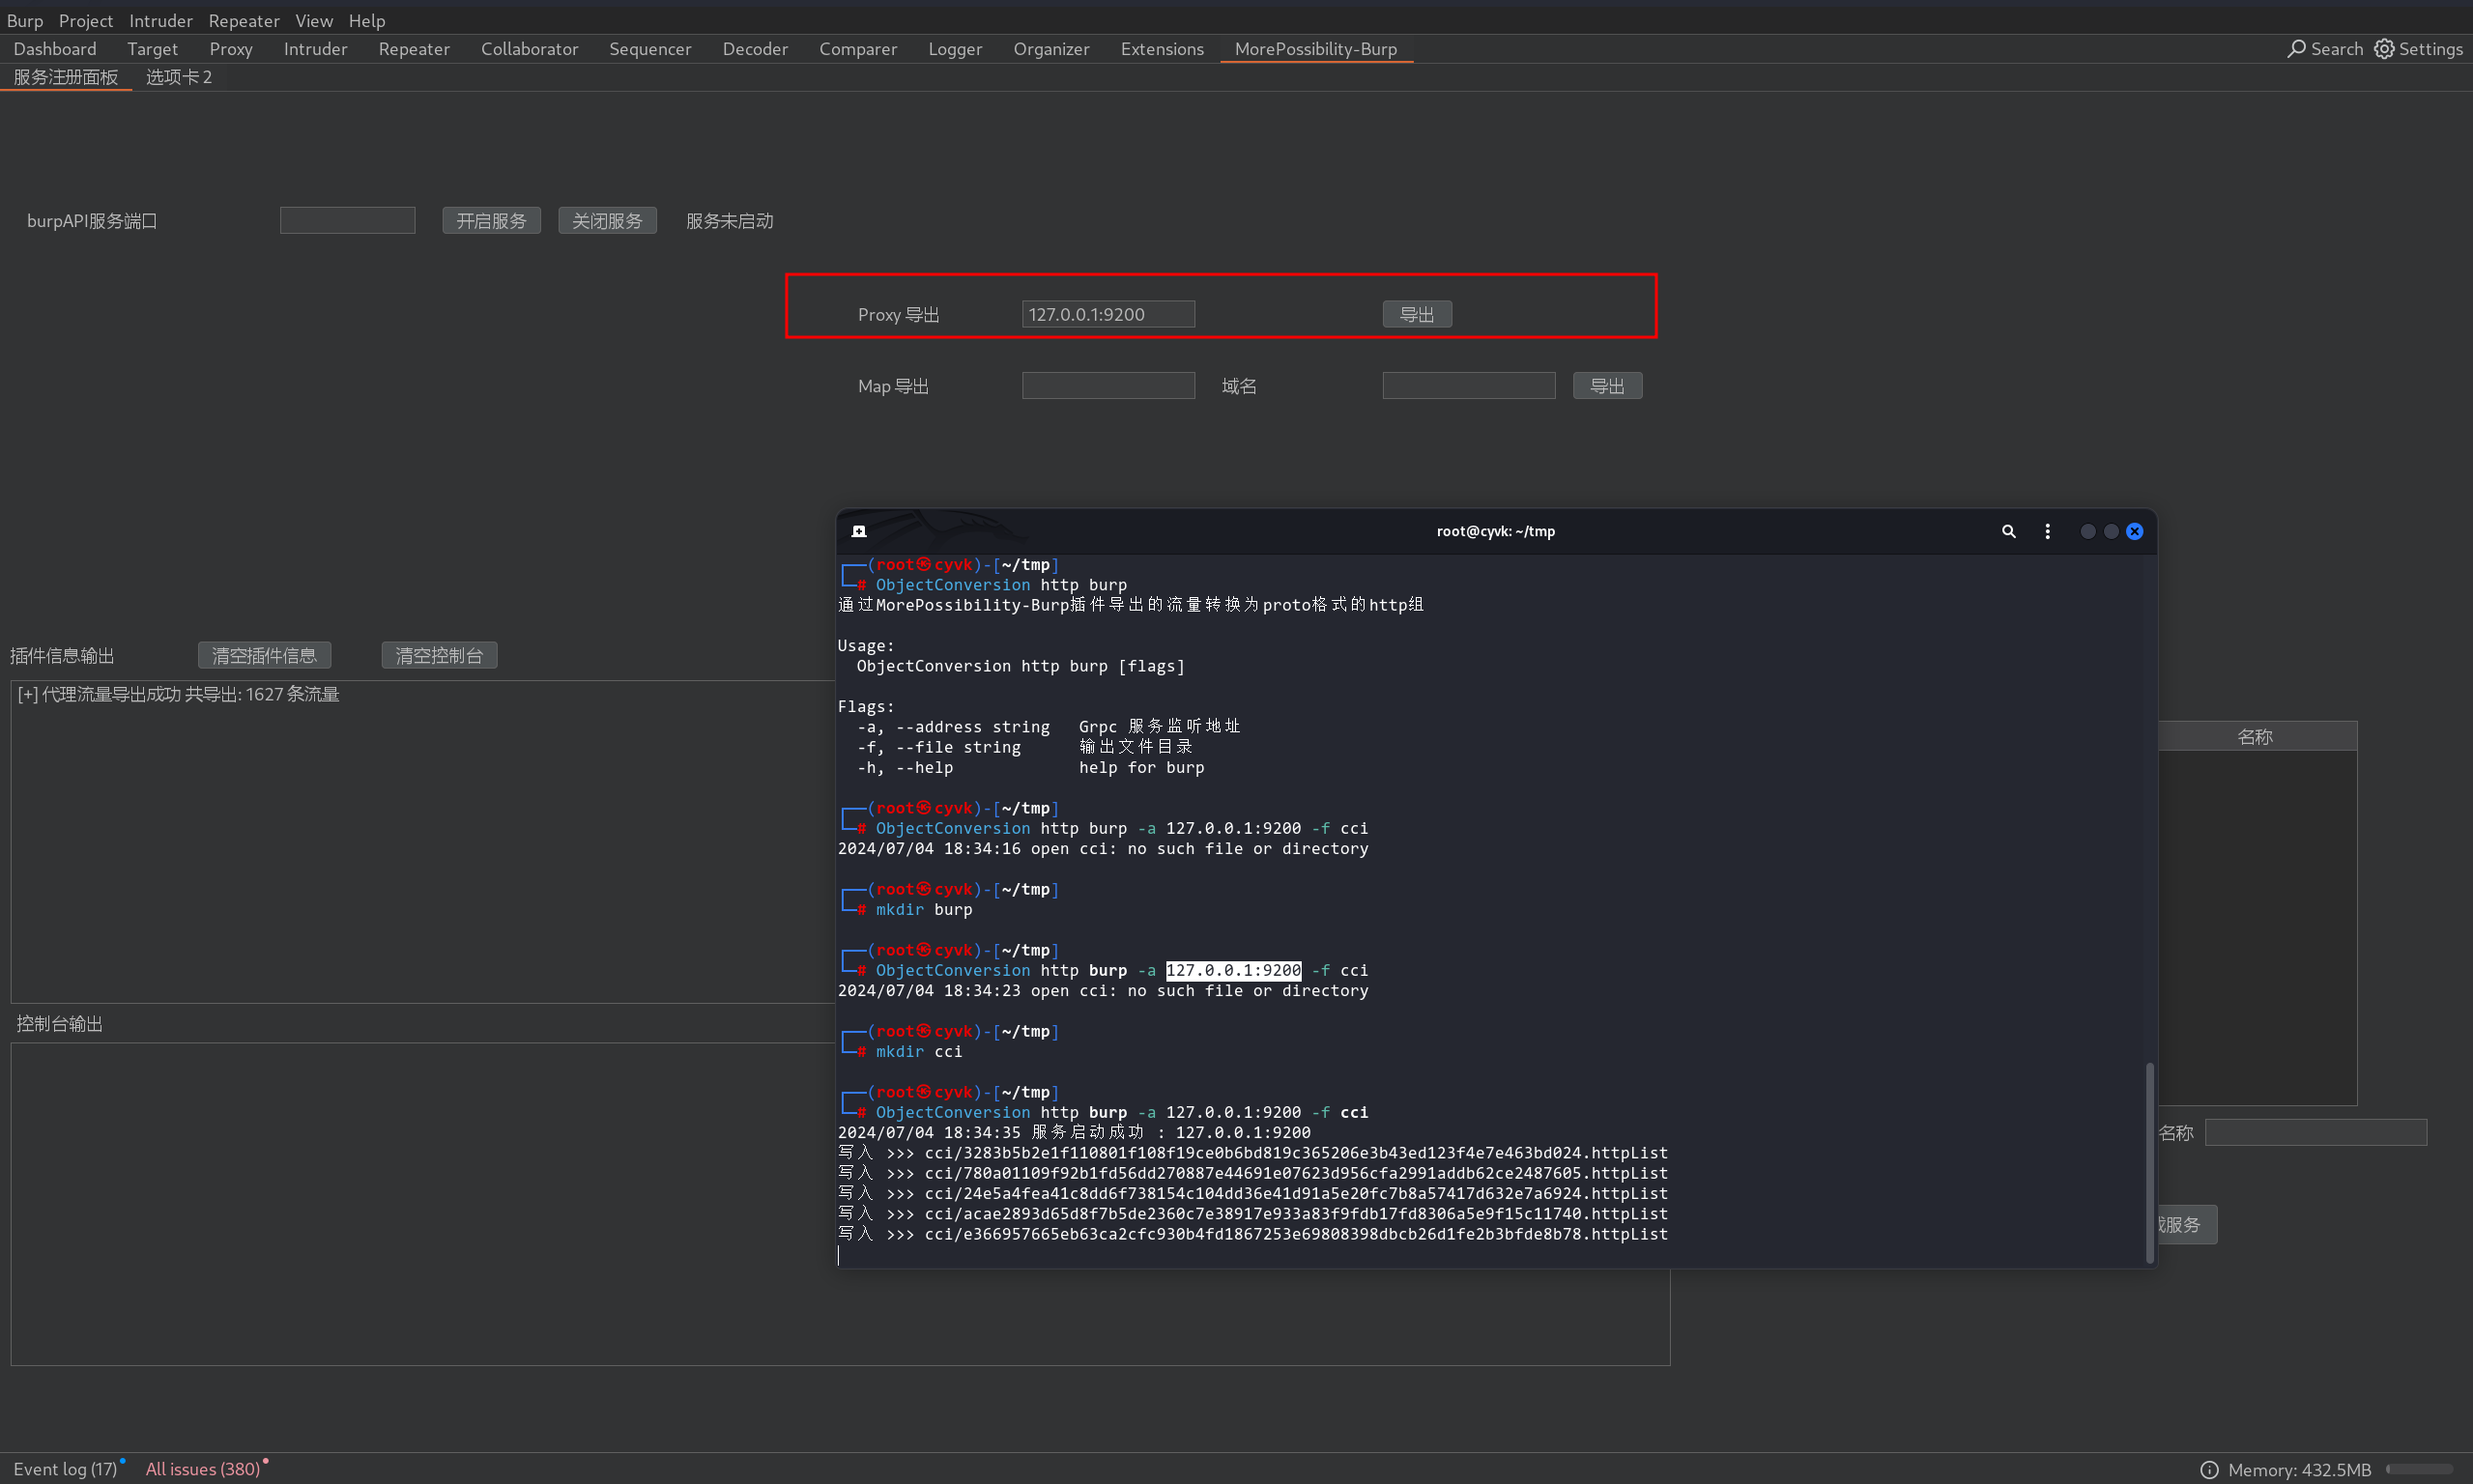 Burp Project Intruder Repeater View Help
Dashboard Target Proxy Intruder Repeater Collaborator Sequencer Decoder Comparer Logger Organizer Extensions MorePossibility-Burp Search Settings
服务注册面板 选项卡 2
burpAPI服务端口 开启服务 关闭服务 服务未启动
Proxy 导出 127.0.0.1:9200 导出
Map 导出 域名 导出
插件信息输出 清空插件信息 清空控制台
[+] 代理流量导出成功 共导出: 1627 条流量
控制台输出
root@cyvk: ~/tmp
┌──(root㉿cyvk)-[~/tmp]
└─# ObjectConversion http burp
通过MorePossibility-Burp插件导出的流量转换为proto格式的http组
Usage:
ObjectConversion http burp [flags]
Flags:
-a, --address string Grpc 服务监听地址
-f, --file string 输出文件目录
-h, --help help for burp
┌──(root㉿cyvk)-[~/tmp]
└─# ObjectConversion http burp -a 127.0.0.1:9200 -f cci
2024/07/04 18:34:16 open cci: no such file or directory
┌──(root㉿cyvk)-[~/tmp]
└─# mkdir burp
┌──(root㉿cyvk)-[~/tmp]
└─# ObjectConversion http burp -a 127.0.0.1:9200 -f cci
2024/07/04 18:34:23 open cci: no such file or directory
┌──(root㉿cyvk)-[~/tmp]
└─# mkdir cci
┌──(root㉿cyvk)-[~/tmp]
└─# ObjectConversion http burp -a 127.0.0.1:9200 -f cci
2024/07/04 18:34:35 服务启动成功 : 127.0.0.1:9200
写入 >>> cci/3283b5b2e1f110801f108f19ce0b6bd819c365206e3b43ed123f4e7e463bd024.httpList
写入 >>> cci/780a01109f92b1fd56dd270887e44691e07623d956cfa2991addb62ce2487605.httpList
写入 >>> cci/24e5a4fea41c8dd6f738154c104dd36e41d91a5e20fc7b8a57417d632e7a6924.httpList
写入 >>> cci/acae2893d65d8f7b5de2360c7e38917e933a83f9fdb17fd8306a5e9f15c11740.httpList
写入 >>> cci/e366957665eb63ca2cfc930b4fd1867253e69808398dbcb26d1fe2b3bfde8b78.httpList
名称
名称
服务
Event log (17) All issues (380) Memory: 432.5MB